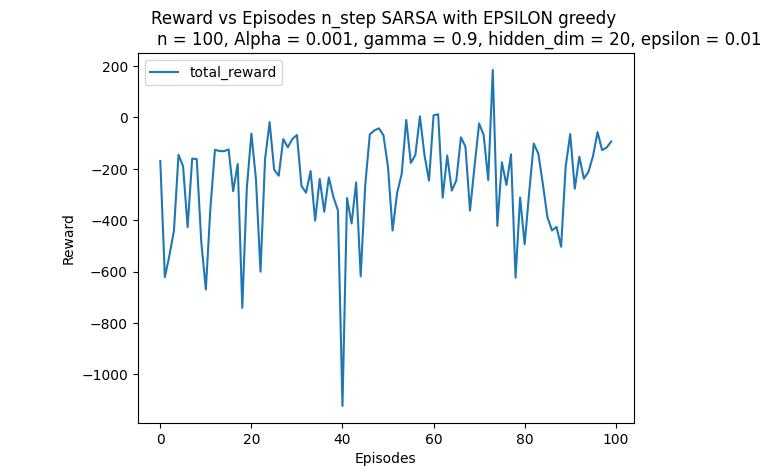 Reward vs Episodes n_step SARSA with EPSILON greedy
n = 100, Alpha = 0.001, gamma = 0.9, hidden_dim = 20, epsilon = 0.01
total_reward
200
0
−200
−400
−600
−800
−1000
Reward
0 20 40 60 80 100
Episodes